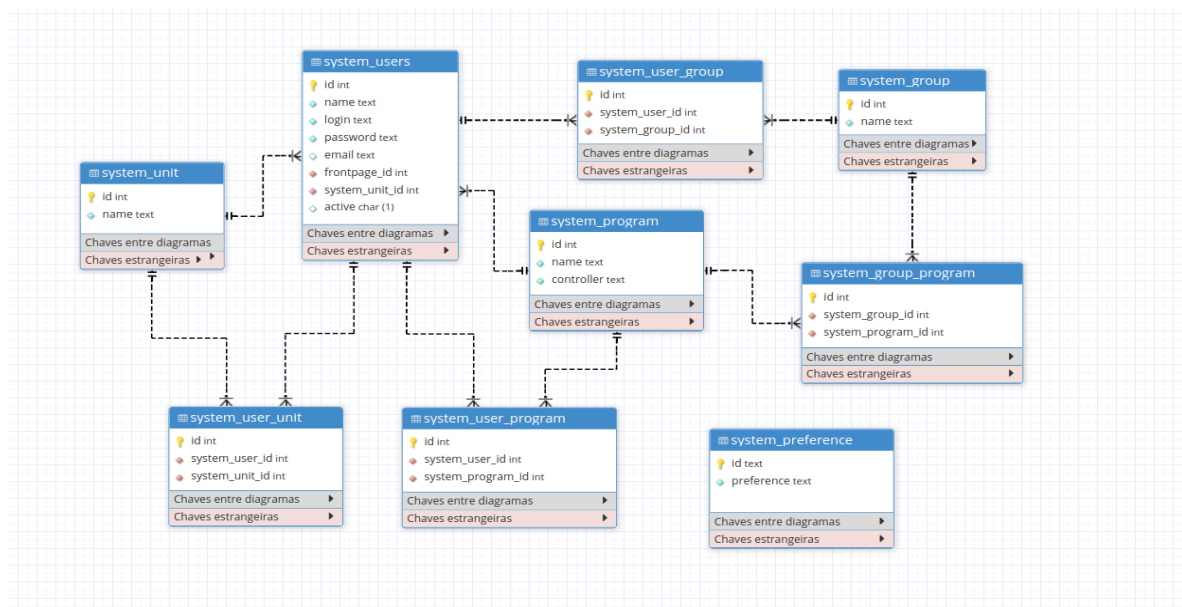 system_users
id int
name text
login text
password text
email text
frontpage_id int
system_unit_id int
active char (1)
Chaves entre diagramas
Chaves estrangeiras
system_user_group
id int
system_user_id int
system_group_id int
Chaves entre diagramas
Chaves estrangeiras
system_group
id int
name text
Chaves entre diagramas
Chaves estrangeiras
system_unit
id int
name text
Chaves entre diagramas
Chaves estrangeiras
system_program
id int
name text
controller text
Chaves entre diagramas
Chaves estrangeiras
system_group_program
id int
system_group_id int
system_program_id int
Chaves entre diagramas
Chaves estrangeiras
system_user_unit
id int
system_user_id int
system_unit_id int
Chaves entre diagramas
Chaves estrangeiras
system_user_program
id int
system_user_id int
system_program_id int
Chaves entre diagramas
Chaves estrangeiras
system_preference
id text
preference text
Chaves entre diagramas
Chaves estrangeiras